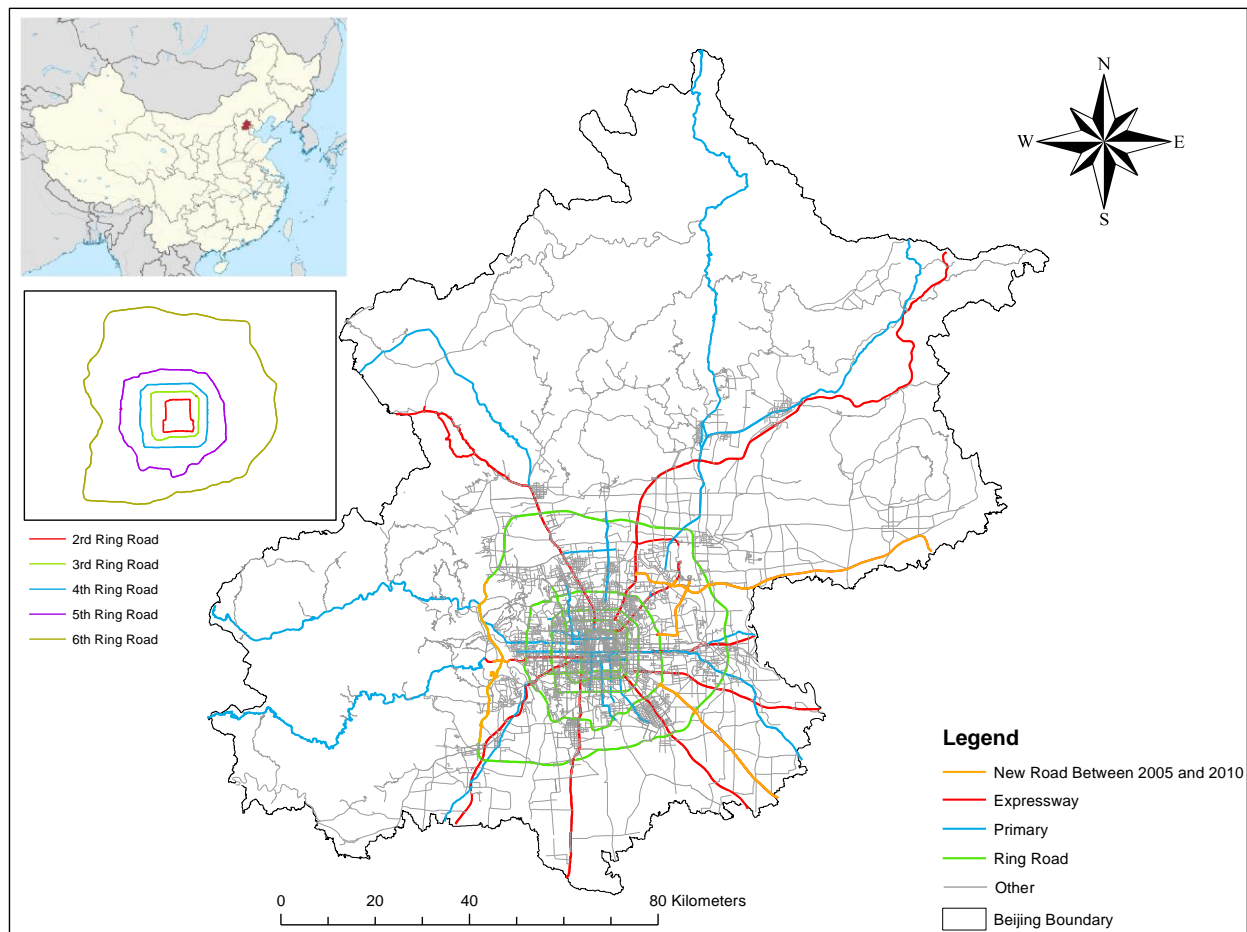 N
W
E
S
2rd Ring Road
3rd Ring Road
4th Ring Road
5th Ring Road
6th Ring Road
Legend
New Road Between 2005 and 2010
Expressway
Primary
Ring Road
Other
Beijing Boundary
0 20 40 80 Kilometers